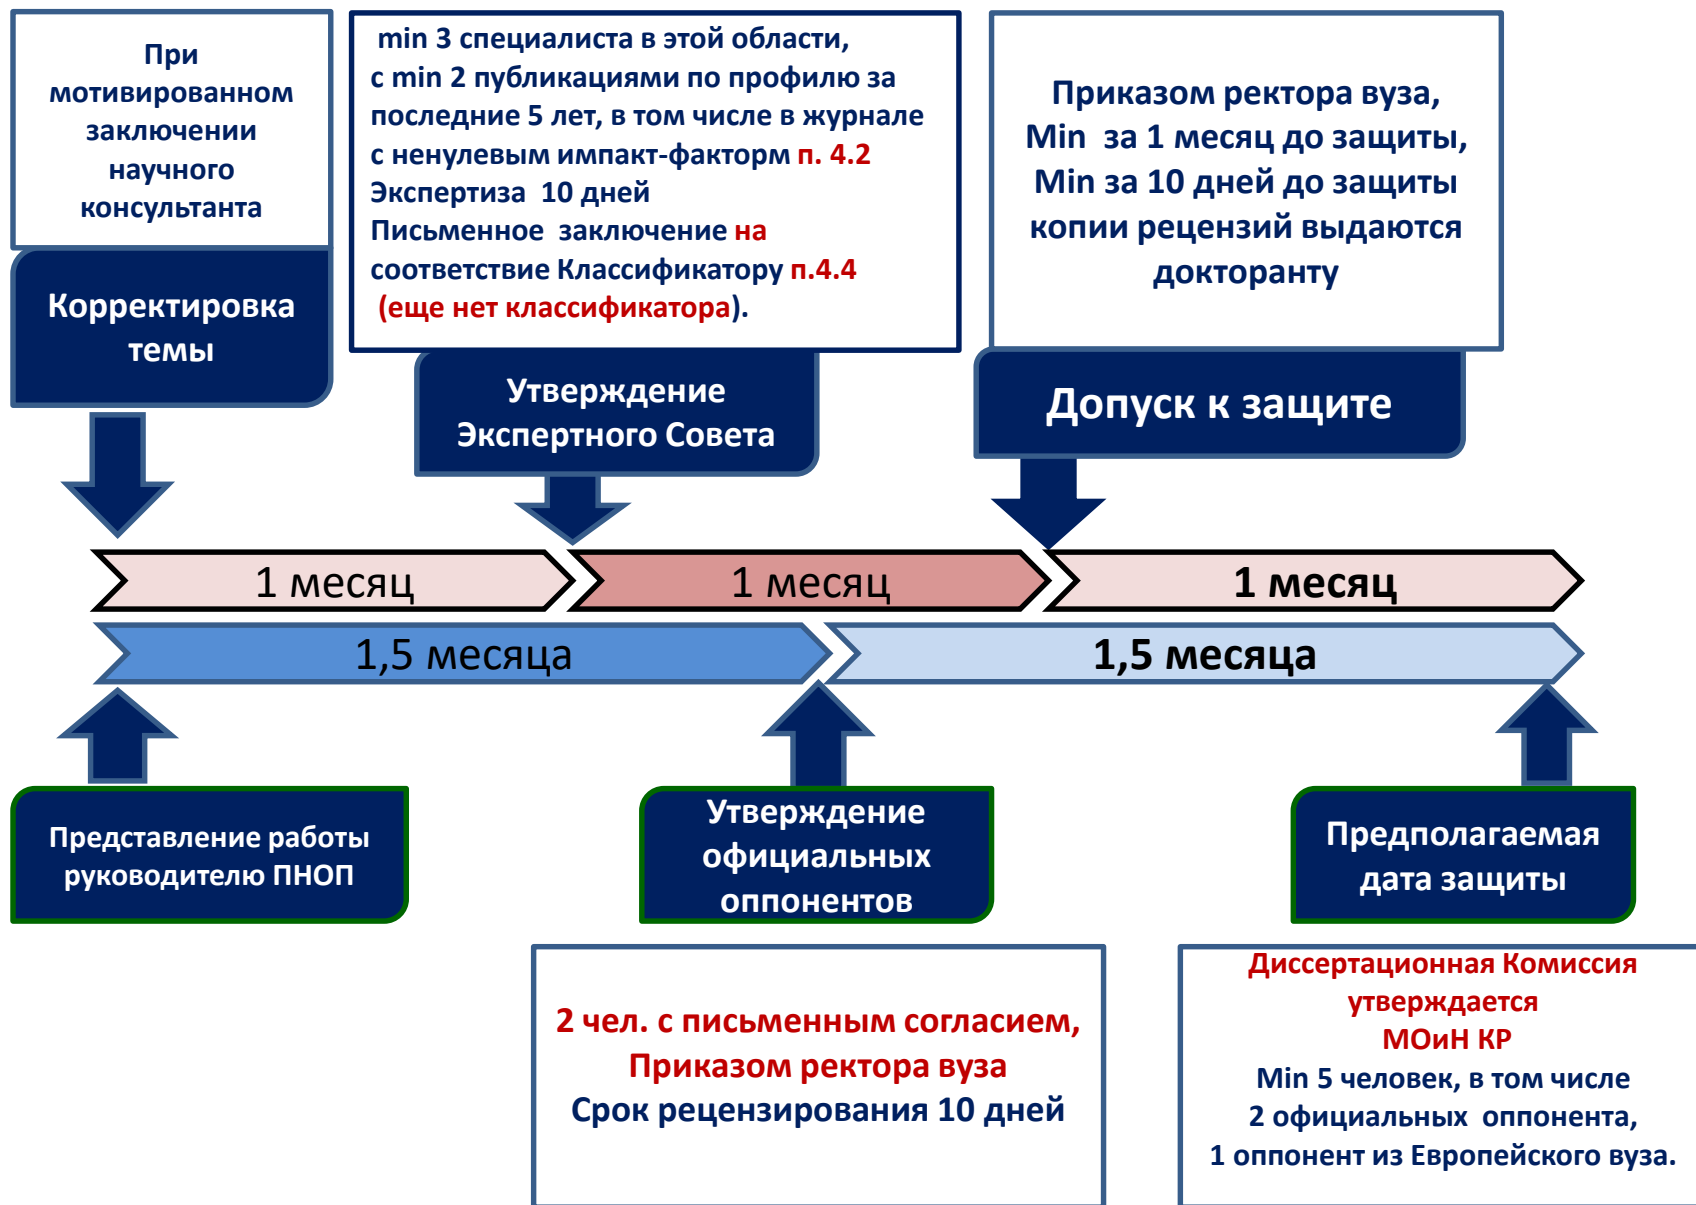 При
мотивированном
заключении
научного
консультанта
Корректировка
темы
min 3 специалиста в этой области,
с min 2 публикациями по профилю за
последние 5 лет, в том числе в журнале
с ненулевым импакт-факторм п. 4.2
Экспертиза 10 дней
Письменное заключение на
соответствие Классификатору п.4.4
(еще нет классификатора).
Утверждение
Экспертного Совета
Приказом ректора вуза,
Min за 1 месяц до защиты,
Min за 10 дней до защиты
копии рецензий выдаются
докторанту
Допуск к защите
1 месяц
1 месяц
1 месяц
1,5 месяца
1,5 месяца
Представление работы
руководителю ПНОП
Утверждение
официальных
оппонентов
Предполагаемая
дата защиты
2 чел. с письменным согласием,
Приказом ректора вуза
Срок рецензирования 10 дней
Диссертационная Комиссия
утверждается
МОиН КР
Min 5 человек, в том числе
2 официальных оппонента,
1 оппонент из Европейского вуза.